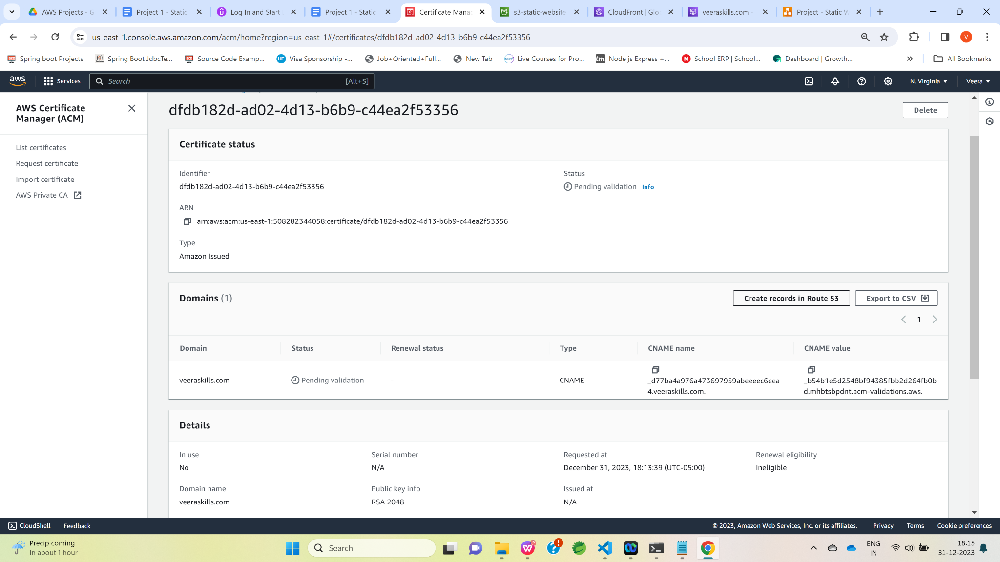 AWS Projects - G
Project 1 - Static
Log In and Start
Project 1 - Static
Certificate Manag
s3-static-website
CloudFront | Glo
veeraskills.com -
Project - Static W
us-east-1.console.aws.amazon.com/acm/home?region=us-east-1#/certificates/dfdb182d-ad02-4d13-b6b9-c44ea2f53356
V
Spring boot Projects
Spring Boot JdbcTe...
Source Code Examp...
Visa Sponsorship -...
Job+Oriented+Full...
New Tab
Live Courses for Pro...
Node js Express +...
School ERP | School...
Dashboard | Growth...
All Bookmarks
aws
Services
Search
[Alt+S]
N. Virginia
Veera
AWS Certificate
Manager (ACM)
List certificates
Request certificate
Import certificate
AWS Private CA
dfdb182d-ad02-4d13-b6b9-c44ea2f53356
Delete
Certificate status
Identifier
dfdb182d-ad02-4d13-b6b9-c44ea2f53356
Status
Pending validation Info
ARN
arn:aws:acm:us-east-1:508282344058:certificate/dfdb182d-ad02-4d13-b6b9-c44ea2f53356
Type
Amazon Issued
Domains (1)
Create records in Route 53
Export to CSV
1
Domain
Status
Renewal status
Type
CNAME name
CNAME value
veeraskills.com
Pending validation
-
CNAME
_d77ba4a976a473697959abeeeec6eea
4.veeraskills.com.
_b54b1e5d2548bf94385fbb2d264fb0b
d.mhbtsbpdnt.acm-validations.aws.
Details
In use
No
Serial number
N/A
Requested at
December 31, 2023, 18:13:39 (UTC-05:00)
Renewal eligibility
Ineligible
Domain name
veeraskills.com
Public key info
RSA 2048
Issued at
N/A
CloudShell
Feedback
© 2023, Amazon Web Services, Inc. or its affiliates.
Privacy
Terms
Cookie preferences
Precip coming
In about 1 hour
Search
ENG
IN
18:15
31-12-2023